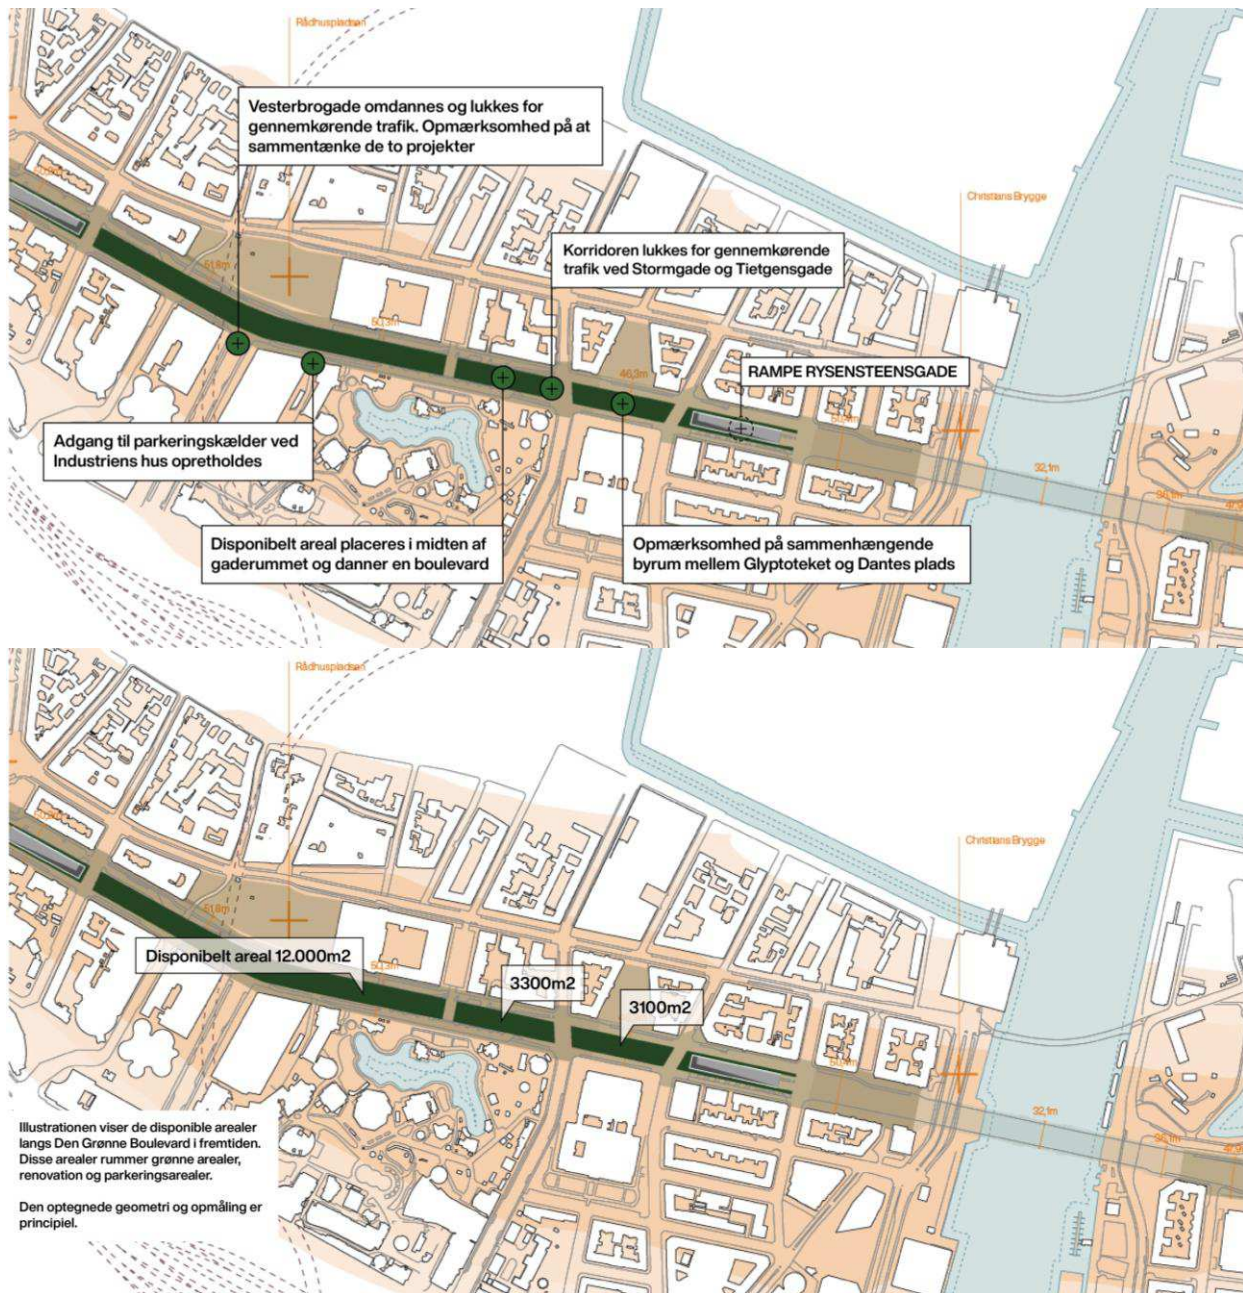 Rådhuspladsen
Vesterbrogade omdannes og lukkes for
gennemkørende trafik. Opmærksomhed på at
sammentænke de to projekter
Christians Brygge
Korridoren lukkes for gennemkørende
trafik ved Stormgade og Tietgensgade
51,8m
50,3m
46,3m
RAMPE RYSENSTEENSGADE
Adgang til parkeringskælder ved
Industriens hus opretholdes
32,1m
Disponibelt areal placeres i midten af
gaderummet og danner en boulevard
Opmærksomhed på sammenhængende
byrum mellem Glyptoteket og Dantes plads
Rådhuspladsen
Christians Brygge
51,8m
Disponibelt areal 12.000m2
50,3m
3300m2
3100m2
32,1m
Illustrationen viser de disponible arealer
langs Den Grønne Boulevard i fremtiden.
Disse arealer rummer grønne arealer,
renovation og parkeringsarealer.
Den optegnede geometri og opmåling er
principiel.